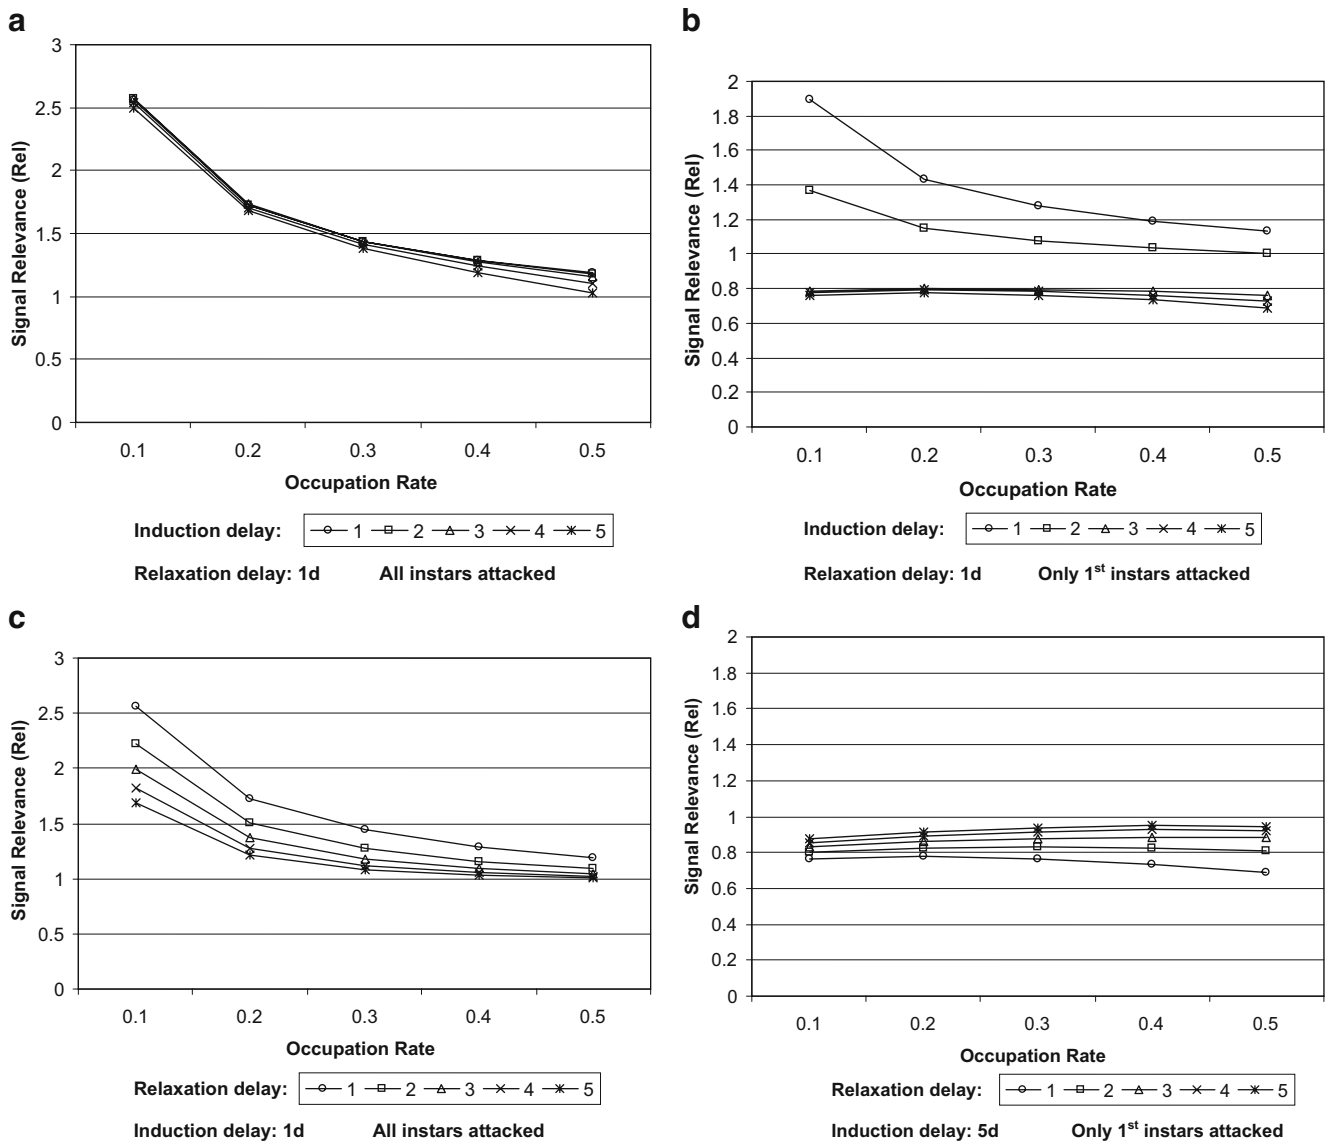 a
3
2.5
2
1.5
1
0.5
0
Signal Relevance (Rel)
0.1 0.2 0.3 0.4 0.5
Occupation Rate
Induction delay: 1 2 3 4 5
Relaxation delay: 1d All instars attacked
b
2
1.8
1.6
1.4
1.2
1
0.8
0.6
0.4
0.2
0
Signal Relevance (Rel)
0.1 0.2 0.3 0.4 0.5
Occupation Rate
Induction delay: 1 2 3 4 5
Relaxation delay: 1d Only 1st instars attacked
c
3
2.5
2
1.5
1
0.5
0
Signal Relevance (Rel)
0.1 0.2 0.3 0.4 0.5
Occupation Rate
Relaxation delay: 1 2 3 4 5
Induction delay: 1d All instars attacked
d
2
1.8
1.6
1.4
1.2
1
0.8
0.6
0.4
0.2
0
Signal Relevance (Rel)
0.1 0.2 0.3 0.4 0.5
Occupation Rate
Relaxation delay: 1 2 3 4 5
Induction delay: 5d Only 1st instars attacked